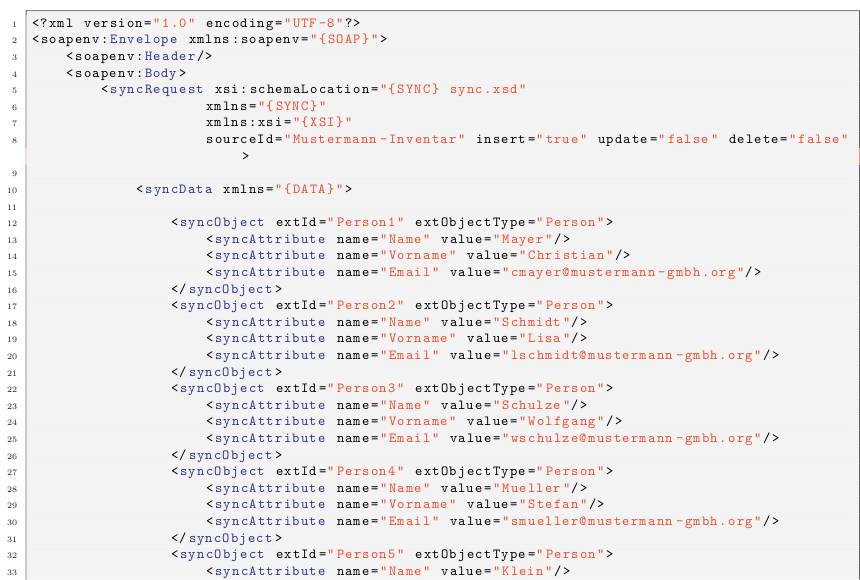 1 <?xml version="1.0" encoding="UTF-8"?>
2 <soapenv:Envelope xmlns:soapenv="{SOAP}">
3     <soapenv:Header/>
4     <soapenv:Body>
5         <syncRequest xsi:schemaLocation="{SYNC} sync.xsd"
6                     xmlns="{SYNC}"
7                     xmlns:xsi="{XSI}"
8                     sourceId="Mustermann-Inventar" insert="true" update="false" delete="false"
                        >
9
10             <syncData xmlns="{DATA}">
11
12                 <syncObject extId="Person1" extObjectType="Person">
13                     <syncAttribute name="Name" value="Mayer"/>
14                     <syncAttribute name="Vorname" value="Christian"/>
15                     <syncAttribute name="Email" value="cmayer@mustermann-gmbh.org"/>
16                 </syncObject>
17                 <syncObject extId="Person2" extObjectType="Person">
18                     <syncAttribute name="Name" value="Schmidt"/>
19                     <syncAttribute name="Vorname" value="Lisa"/>
20                     <syncAttribute name="Email" value="lschmidt@mustermann-gmbh.org"/>
21                 </syncObject>
22                 <syncObject extId="Person3" extObjectType="Person">
23                     <syncAttribute name="Name" value="Schulze"/>
24                     <syncAttribute name="Vorname" value="Wolfgang"/>
25                     <syncAttribute name="Email" value="wschulze@mustermann-gmbh.org"/>
26                 </syncObject>
27                 <syncObject extId="Person4" extObjectType="Person">
28                     <syncAttribute name="Name" value="Mueller"/>
29                     <syncAttribute name="Vorname" value="Stefan"/>
30                     <syncAttribute name="Email" value="smueller@mustermann-gmbh.org"/>
31                 </syncObject>
32                 <syncObject extId="Person5" extObjectType="Person">
33                     <syncAttribute name="Name" value="Klein"/>